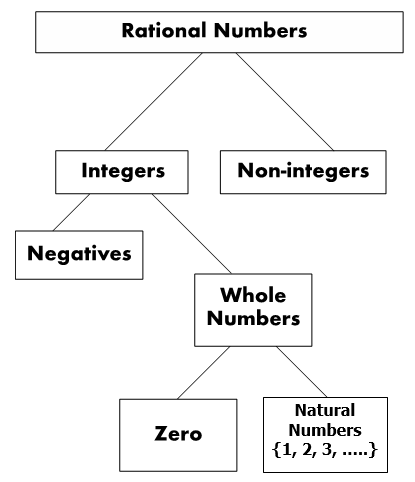 Rational Numbers
Integers
Non-integers
Negatives
Whole
Numbers
Zero
Natural
Numbers
{1, 2, 3, .....}